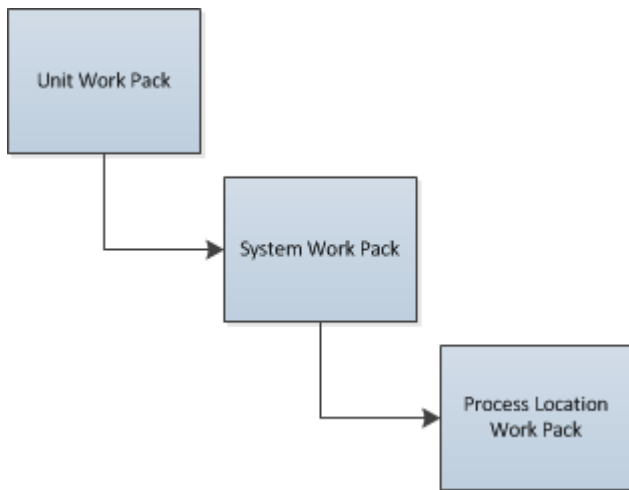 Unit Work Pack
System Work Pack
Process Location
Work Pack